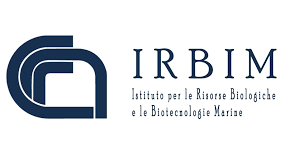 IRBIM
Istituto per le Risorse Biologiche
e le Biotecnologie Marine